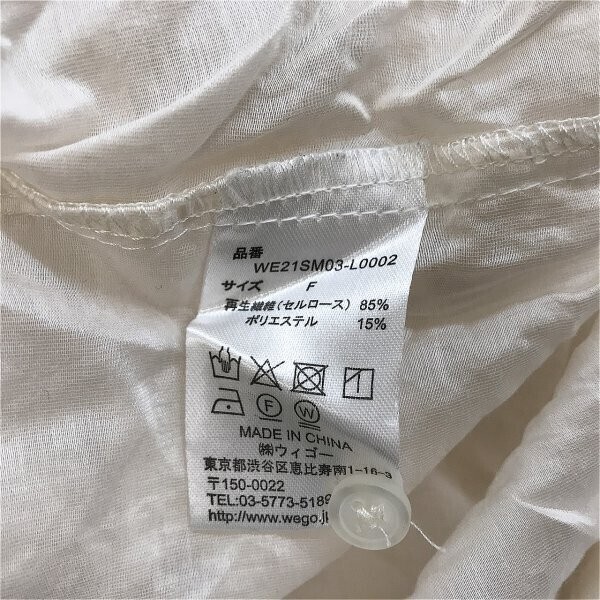 品番
WE21SM03-L0002
サイズ F
再生繊維(セルロース) 85%
ポリエステル 15%
F W
MADE IN CHINA
㈱ウィゴー
東京都渋谷区恵比寿南1-16-3
〒150-0022
TEL:03-5773-5189
http://www.wego.j